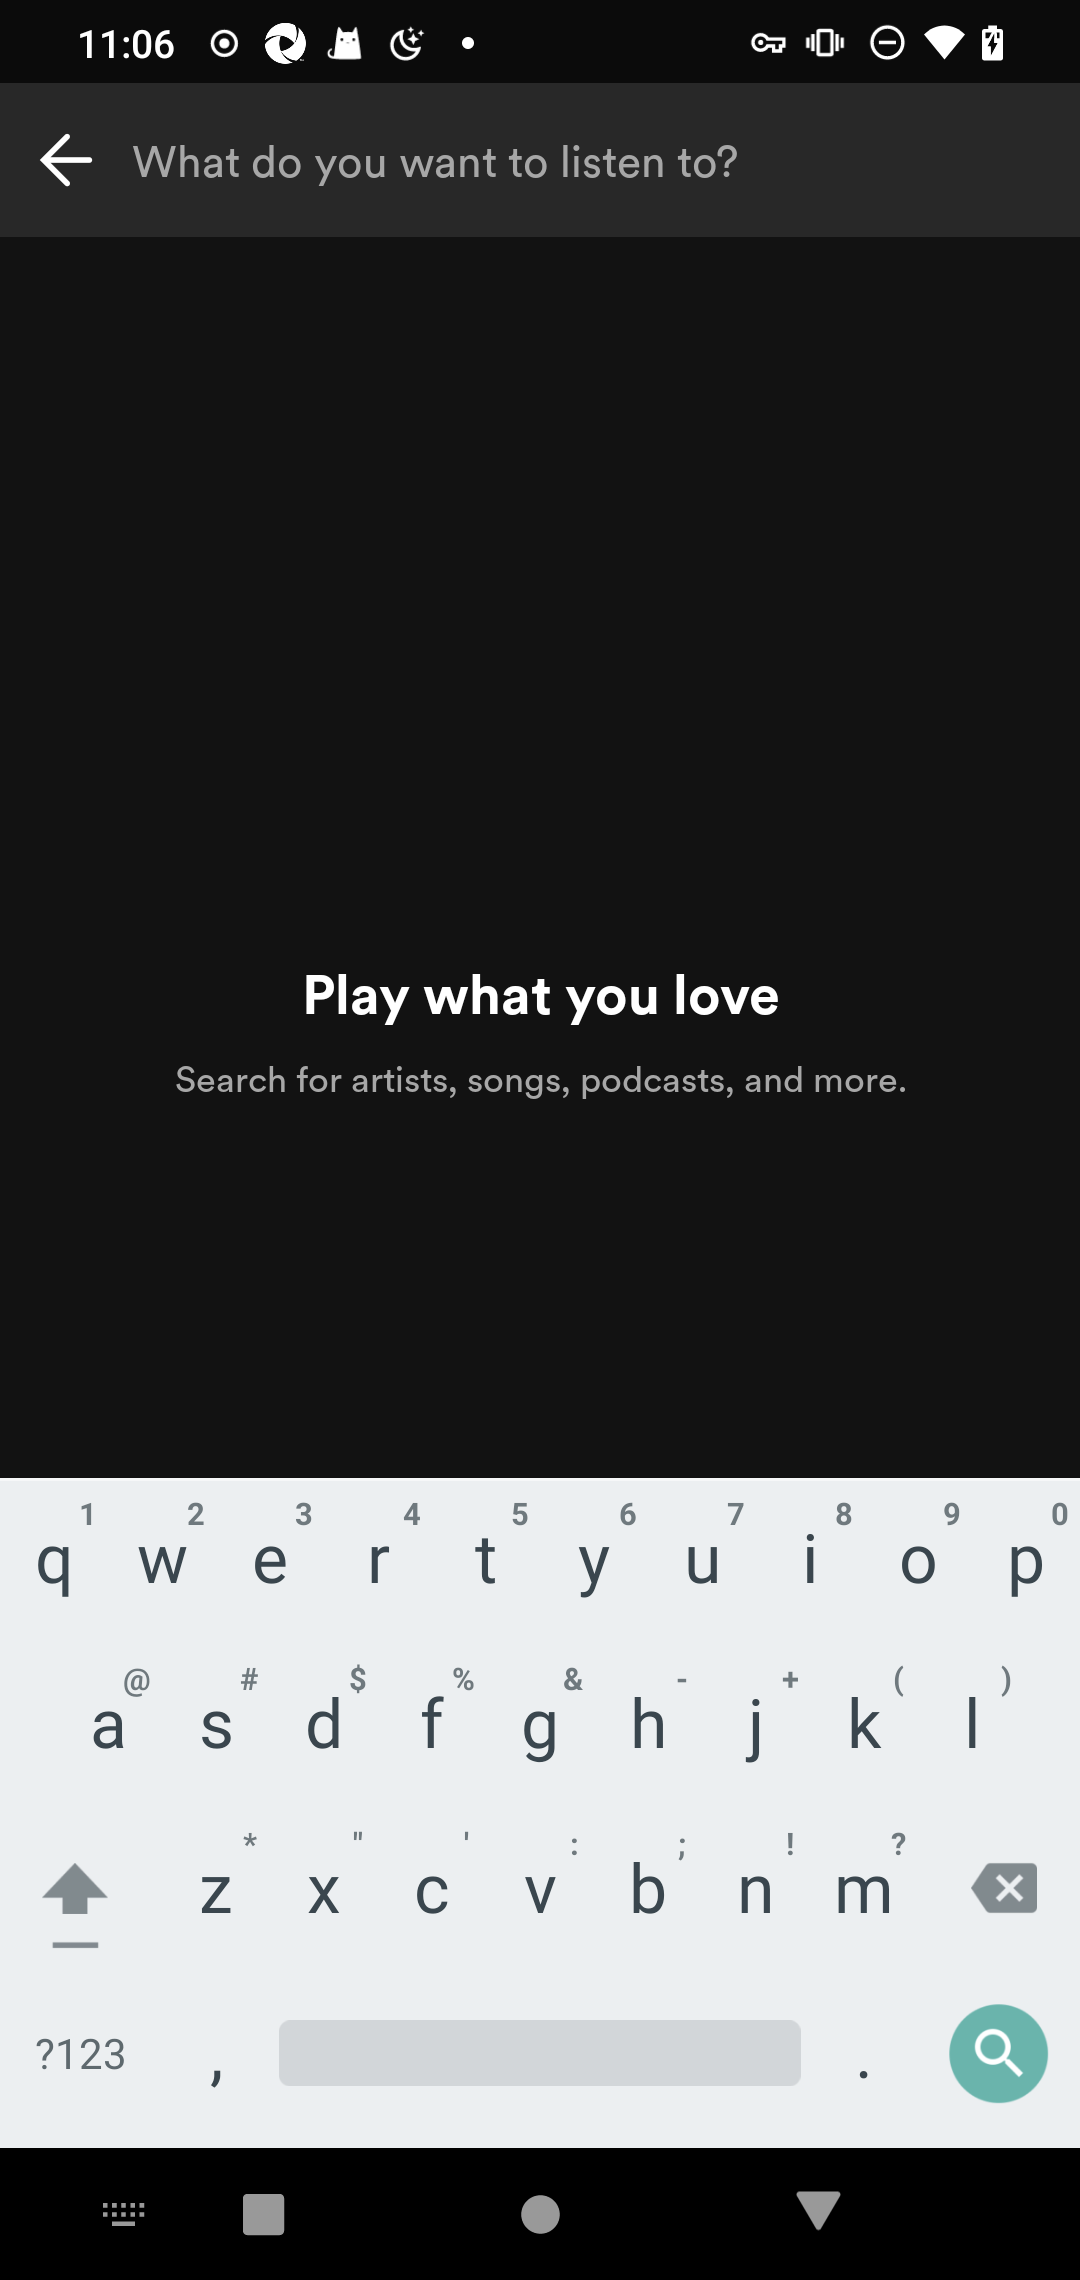 11:06
What do you want to listen to?
Play what you love
Search for artists, songs, podcasts, and more.
1 2 3 4 5 6 7 8 9 0
q w e r t y u i o p
@ # $ % & - + ( )
a s d f g h j k l
* " ' : ; ! ?
z x c v b n m
?123 , .